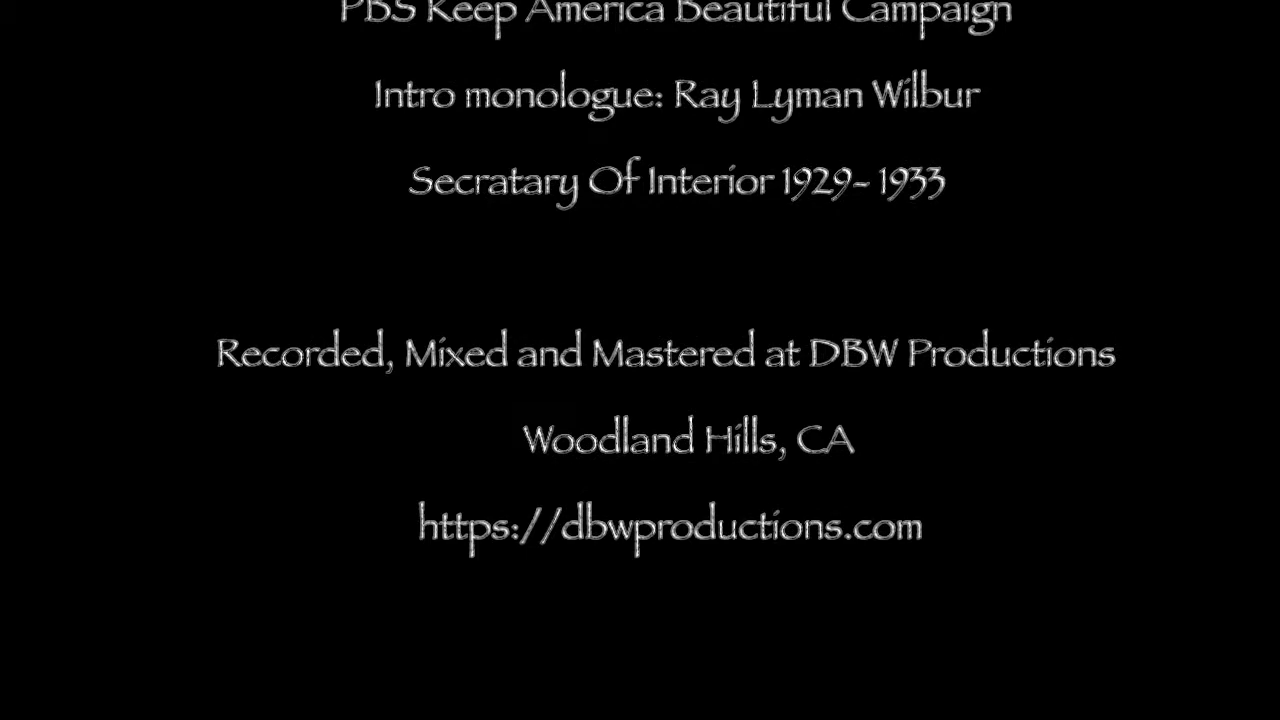 PBS Keep America Beautiful Campaign
Intro monologue: Ray Lyman Wilbur
Secratary Of Interior 1929- 1933
Recorded, Mixed and Mastered at DBW Productions
Woodland Hills, CA
https://dbwproductions.com